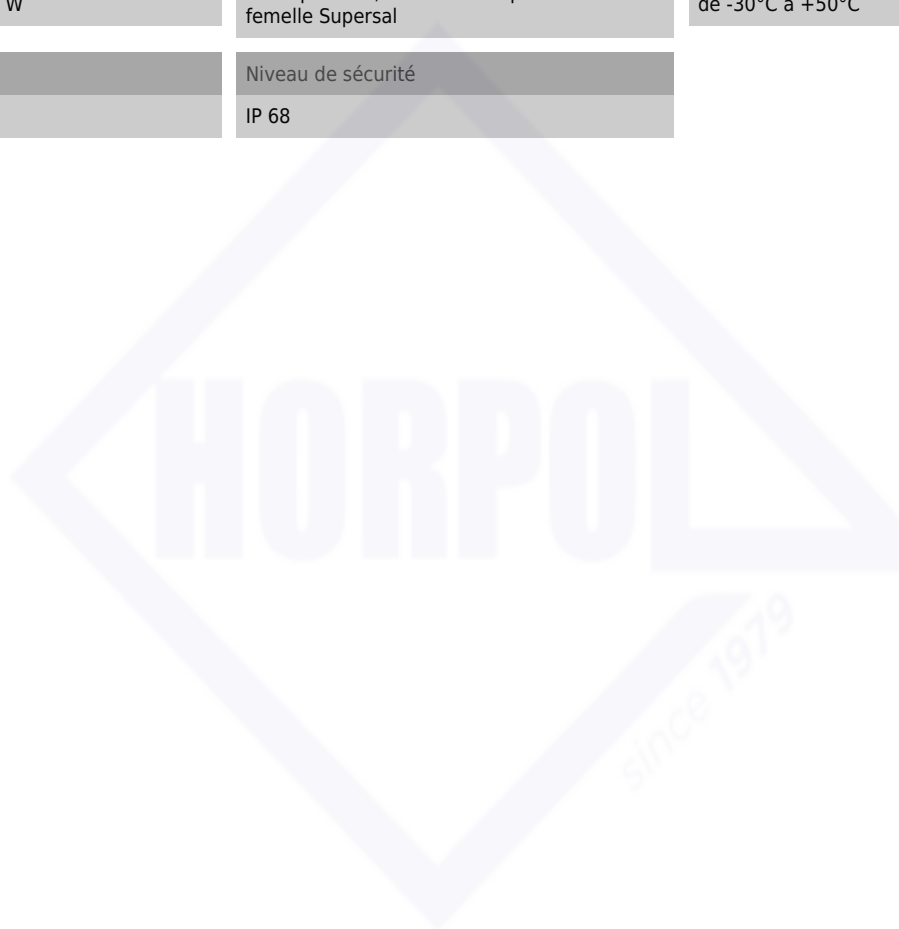 W
femelle Supersal
de -30°C à +50°C
Niveau de sécurité
IP 68
HORPOL
since 1979